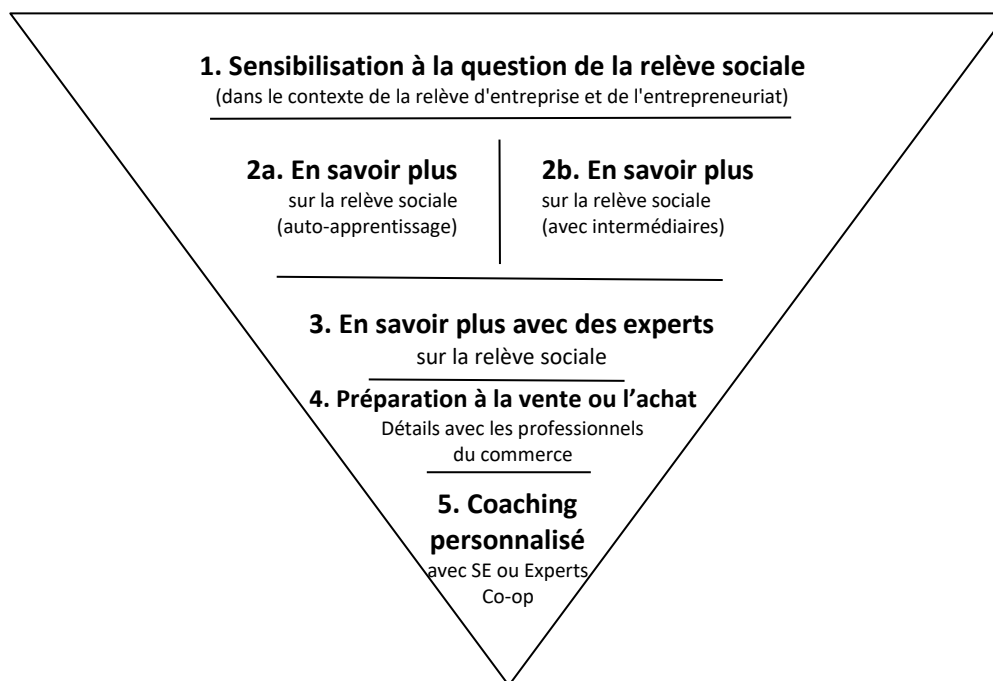 1. Sensibilisation à la question de la relève sociale
(dans le contexte de la relève d'entreprise et de l'entrepreneuriat)
2a. En savoir plus
sur la relève sociale
(auto-apprentissage)
2b. En savoir plus
sur la relève sociale
(avec intermédiaires)
3. En savoir plus avec des experts
sur la relève sociale
4. Préparation à la vente ou l’achat
Détails avec les professionnels
du commerce
5. Coaching
personnalisé
avec SE ou Experts
Co-op